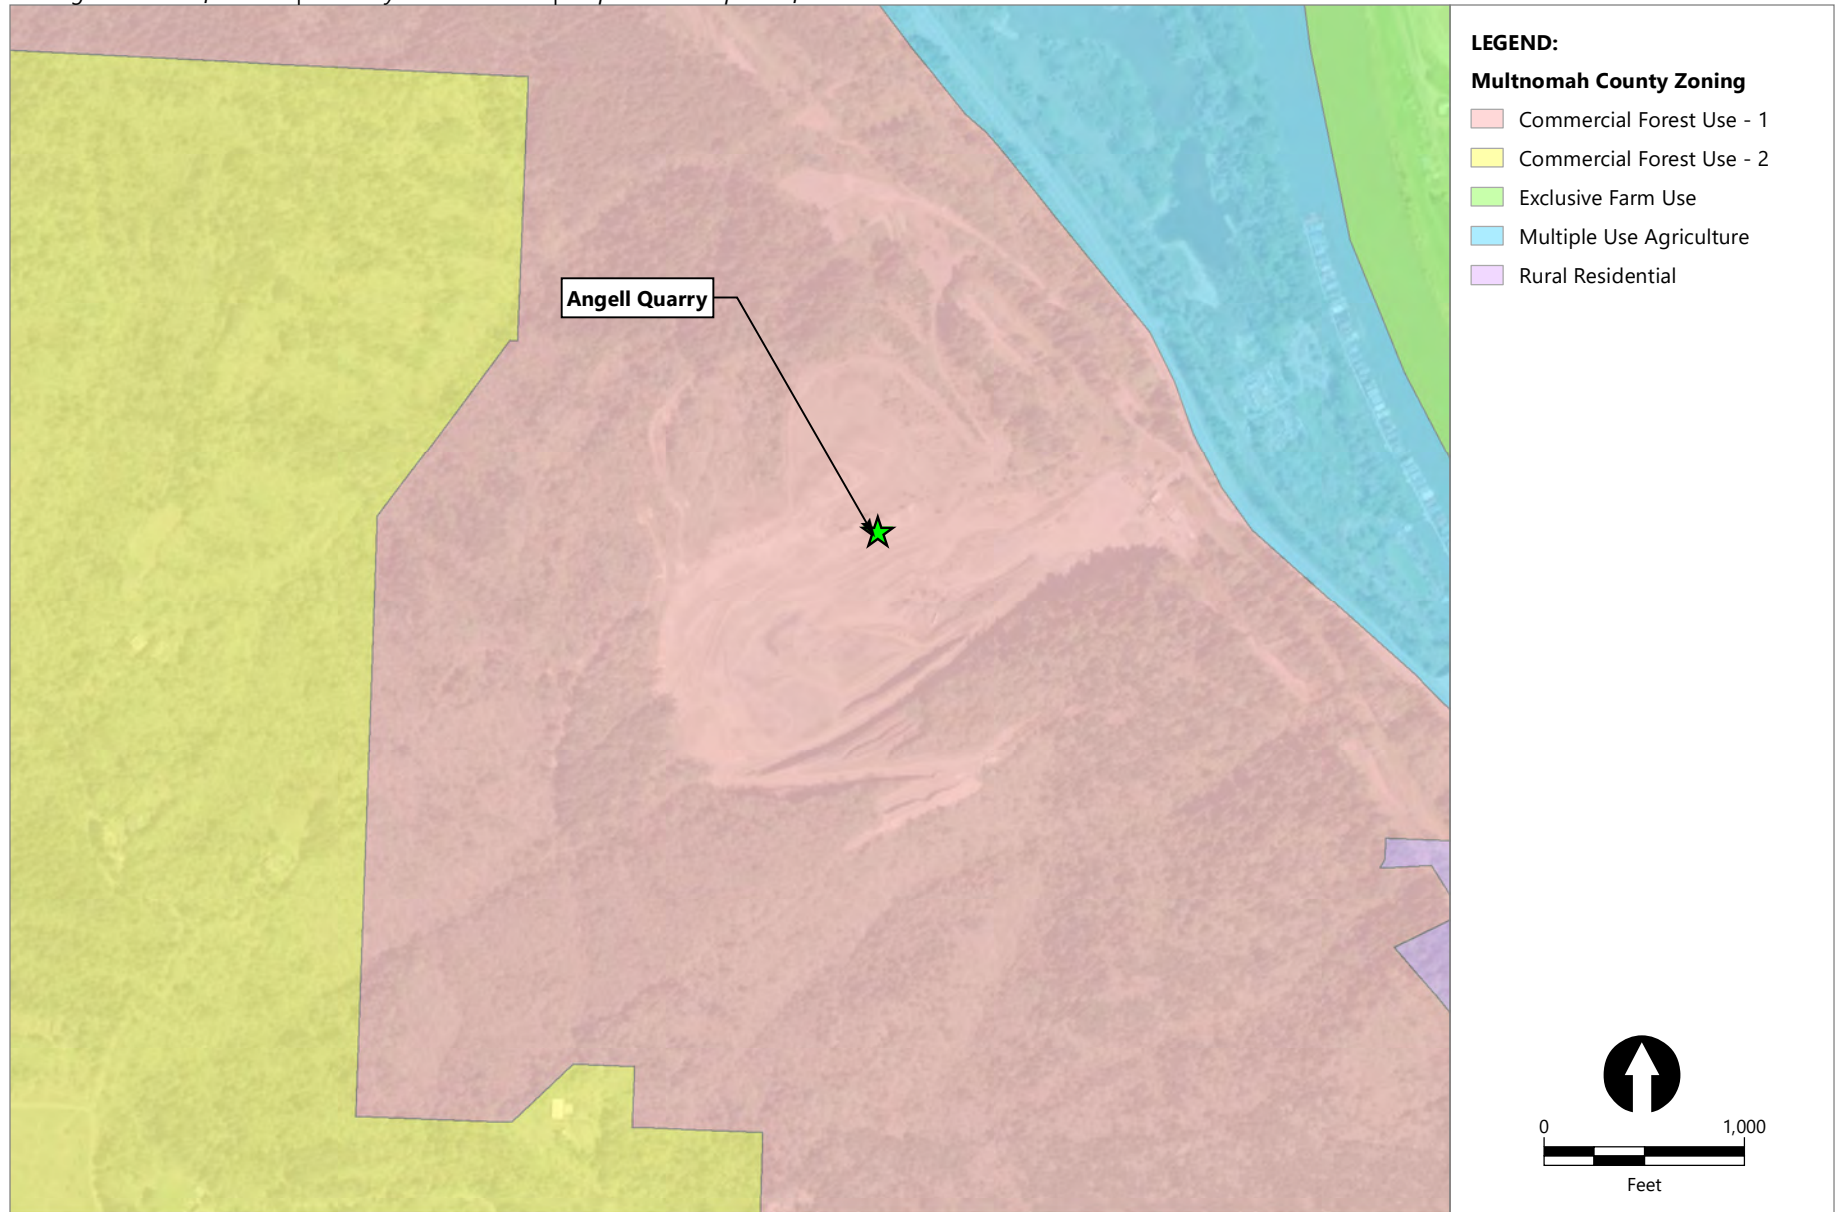 LEGEND:
Multnomah County Zoning
Commercial Forest Use - 1
Commercial Forest Use - 2
Exclusive Farm Use
Multiple Use Agriculture
Rural Residential
Angell Quarry
0 1,000
Feet